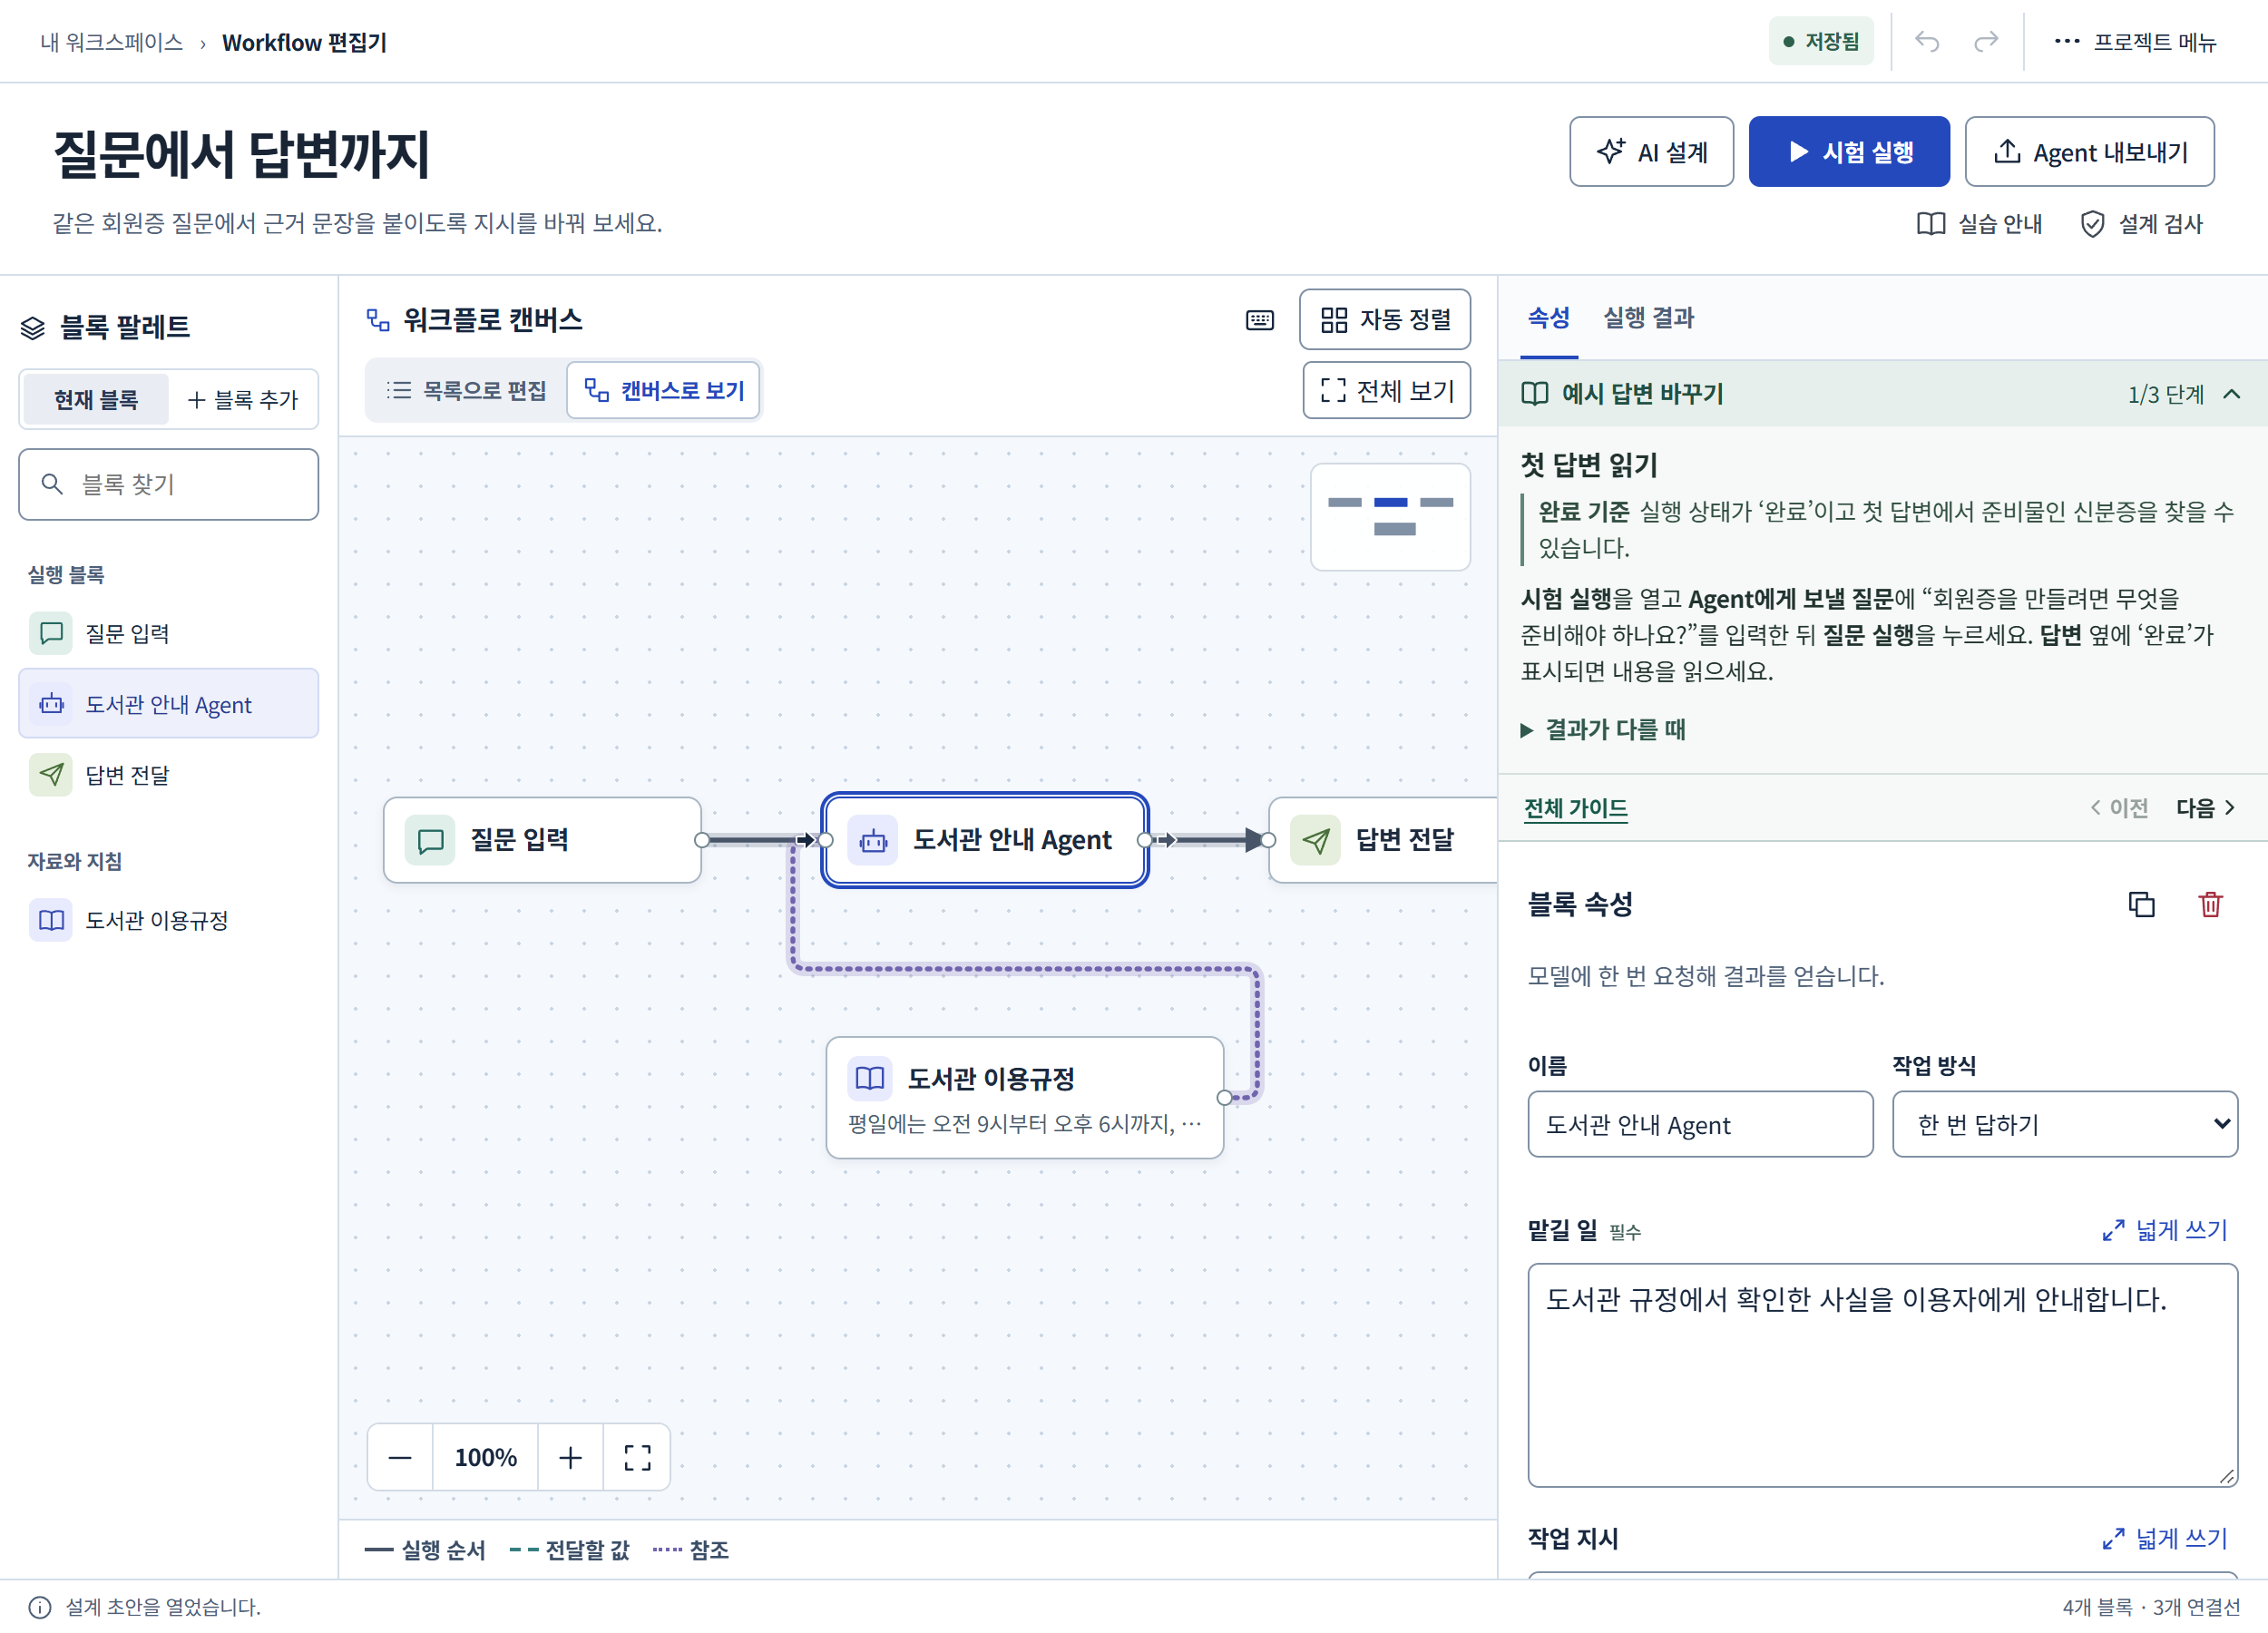 내 워크스페이스 › Workflow 편집기
저장됨
프로젝트 메뉴
질문에서 답변까지
같은 회원증 질문에서 근거 문장을 붙이도록 지시를 바꿔 보세요.
AI 설계
시험 실행
Agent 내보내기
실습 안내
설계 검사
블록 팔레트
현재 블록
블록 추가
블록 찾기
실행 블록
질문 입력
도서관 안내 Agent
답변 전달
자료와 지침
도서관 이용규정
워크플로 캔버스
자동 정렬
목록으로 편집
캔버스로 보기
전체 보기
질문 입력
도서관 안내 Agent
답변 전달
도서관 이용규정
평일에는 오전 9시부터 오후 6시까지, ···
100%
실행 순서
전달할 값
참조
속성
실행 결과
예시 답변 바꾸기
1/3 단계
첫 답변 읽기
완료 기준 실행 상태가 ‘완료’이고 첫 답변에서 준비물인 신분증을 찾을 수
있습니다.
시험 실행을 열고 Agent에게 보낼 질문에 “회원증을 만들려면 무엇을
준비해야 하나요?”를 입력한 뒤 질문 실행을 누르세요. 답변 옆에 ‘완료’가
표시되면 내용을 읽으세요.
결과가 다를 때
전체 가이드
이전
다음
블록 속성
모델에 한 번 요청해 결과를 얻습니다.
이름
작업 방식
도서관 안내 Agent
한 번 답하기
맡길 일 필수
넓게 쓰기
도서관 규정에서 확인한 사실을 이용자에게 안내합니다.
작업 지시
넓게 쓰기
설계 초안을 열었습니다.
4개 블록 · 3개 연결선